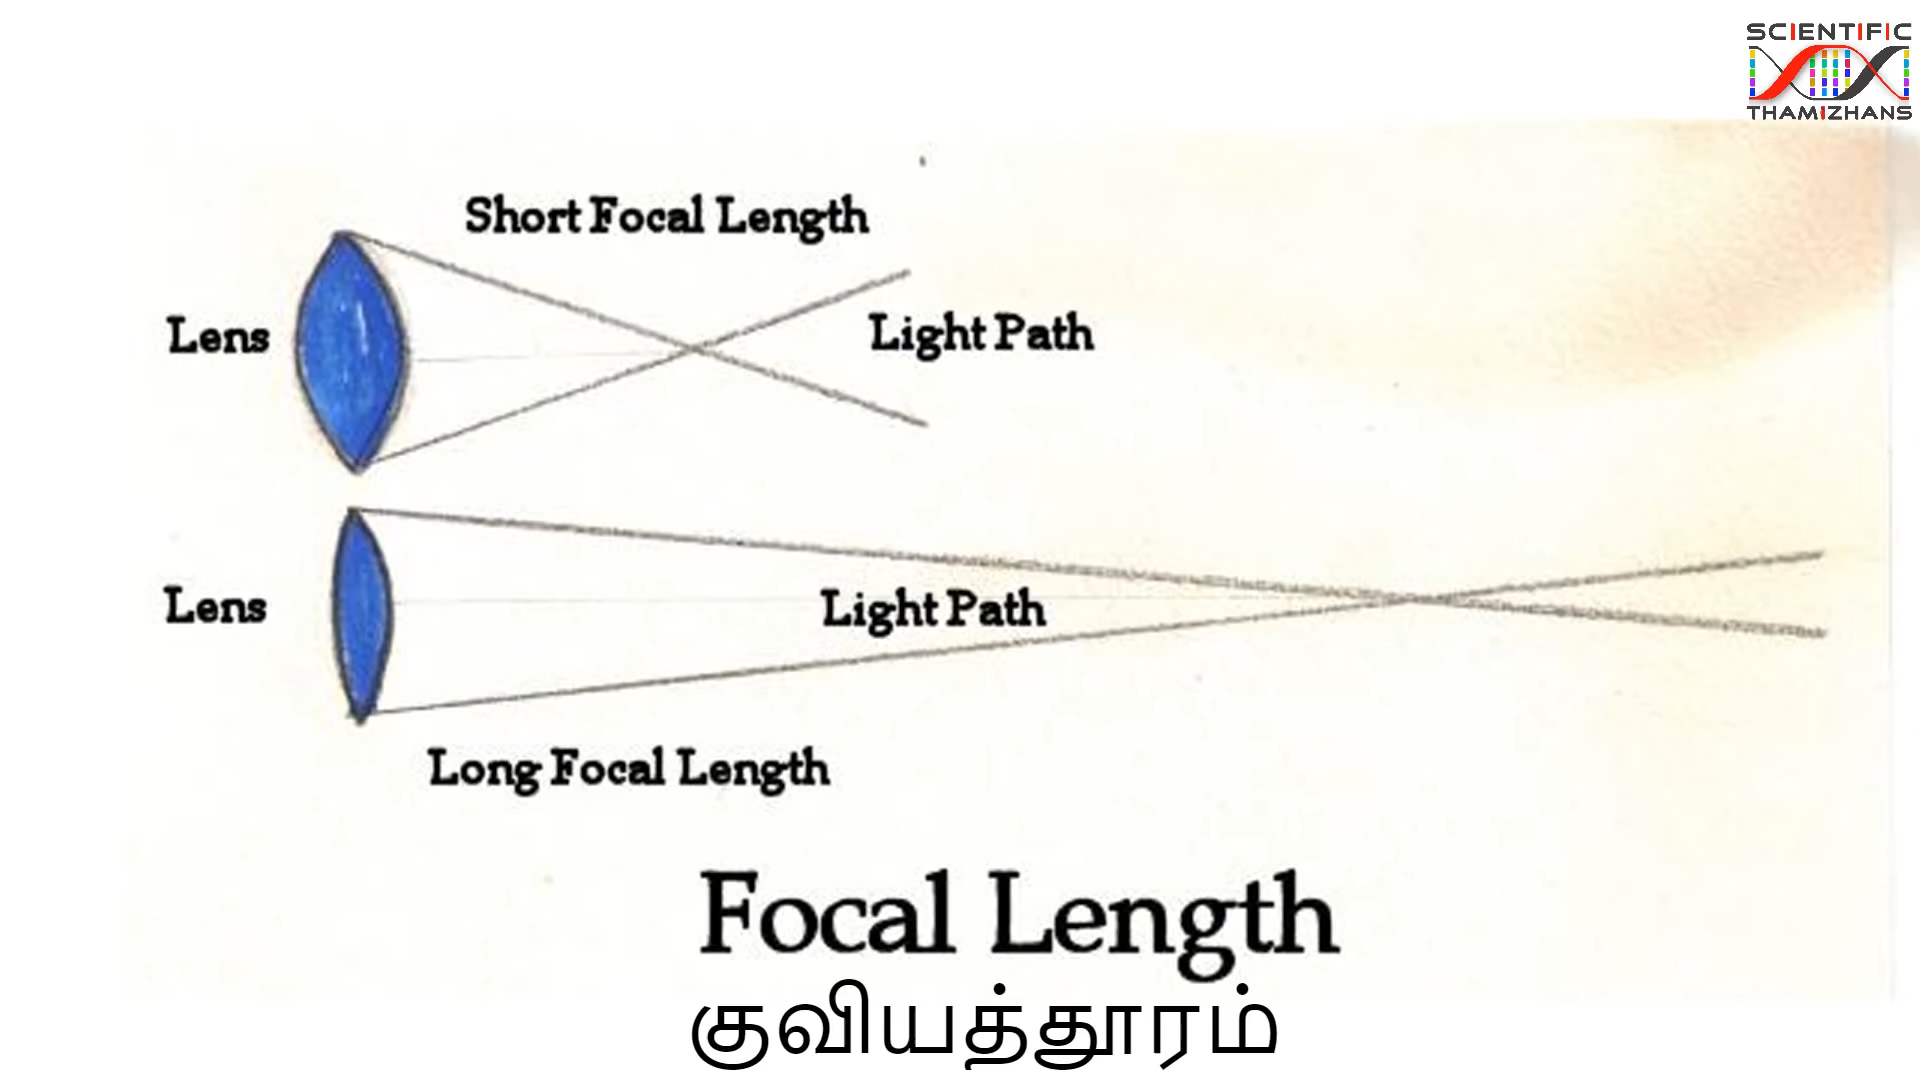 SCIENTIFIC
THAMIZHANS
Short Focal Length
Lens
Light Path
Lens
Light Path
Long Focal Length
Focal Length
குவியத்தூரம்